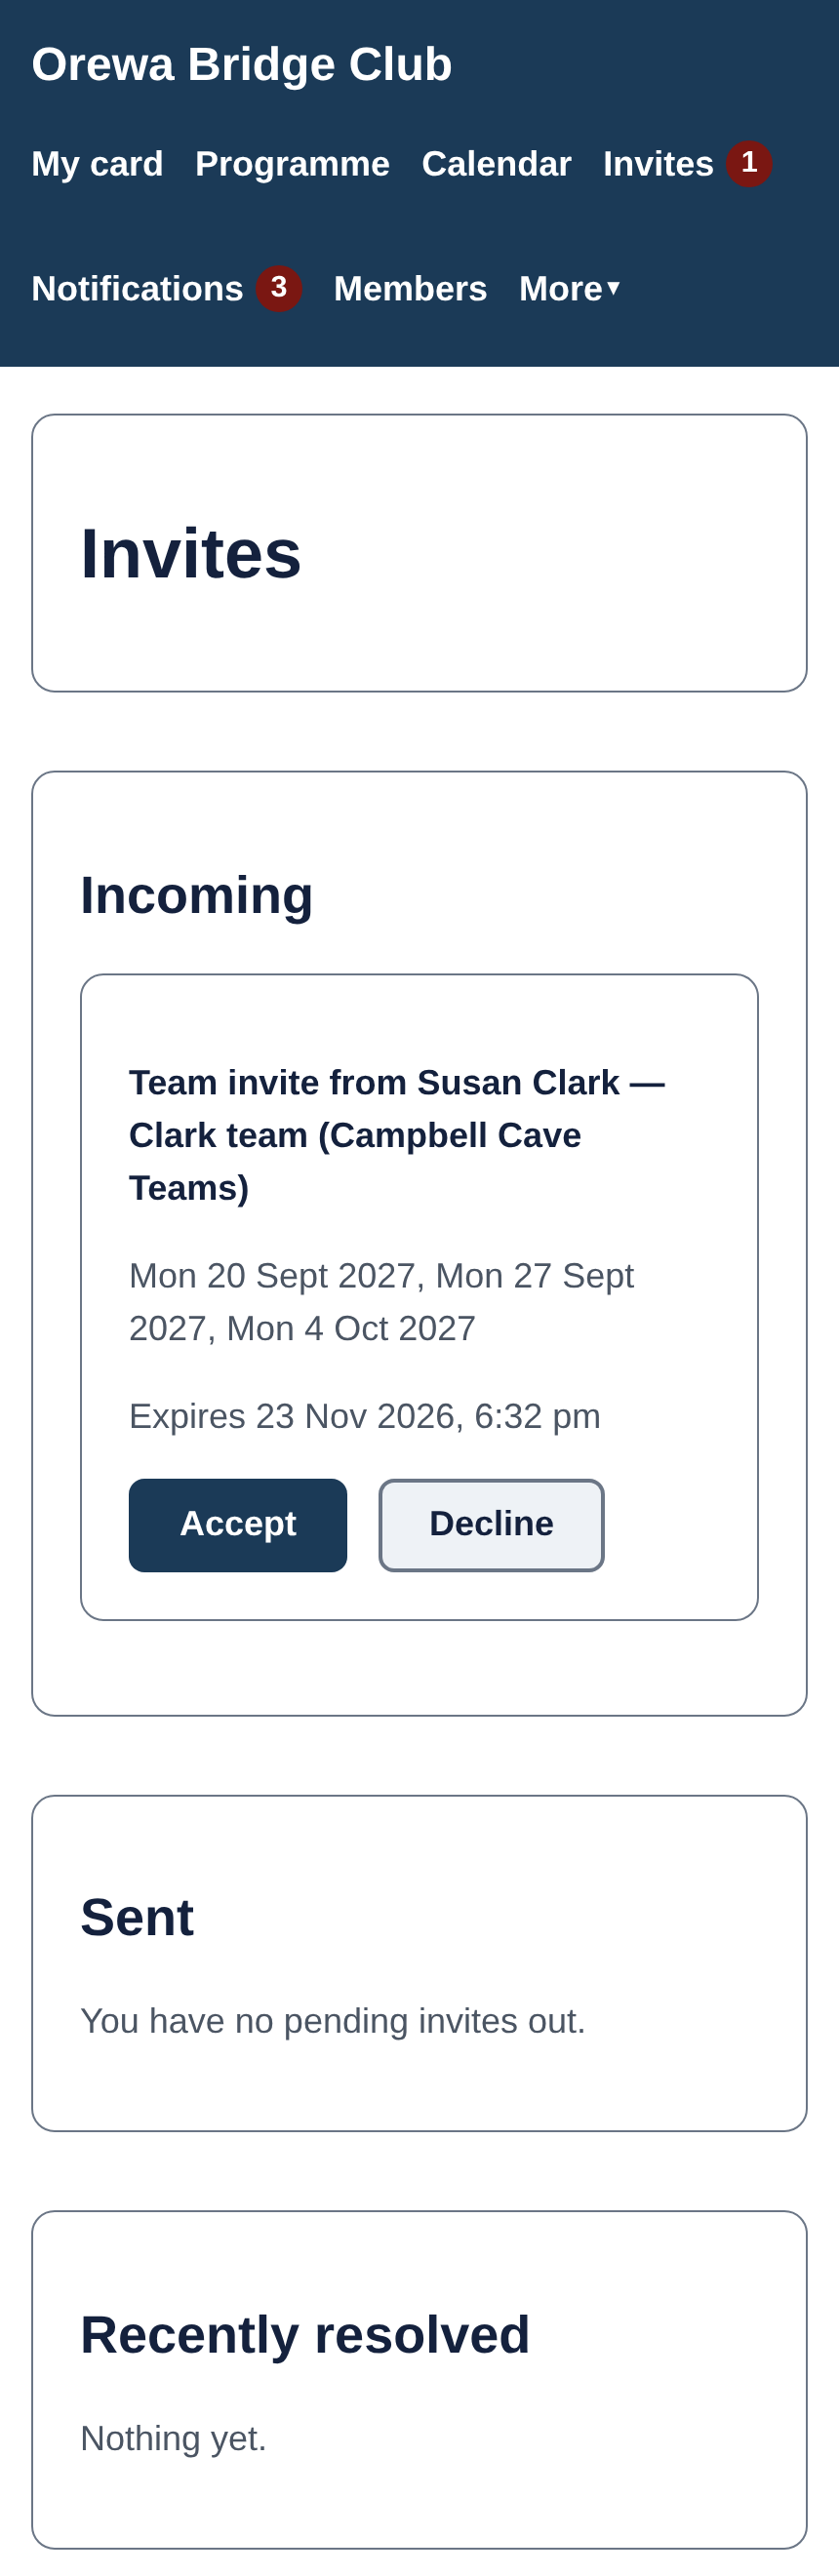 Orewa Bridge Club
My card Programme Calendar Invites 1
Notifications 3 Members More ▾
Invites
Incoming
Team invite from Susan Clark —
Clark team (Campbell Cave
Teams)
Mon 20 Sept 2027, Mon 27 Sept
2027, Mon 4 Oct 2027
Expires 23 Nov 2026, 6:32 pm
Accept Decline
Sent
You have no pending invites out.
Recently resolved
Nothing yet.